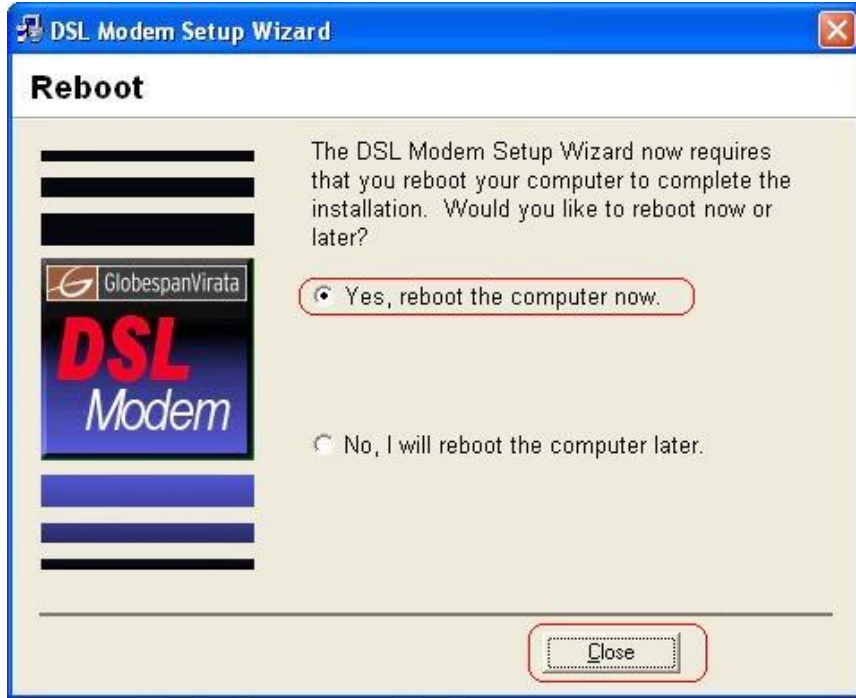 DSL Modem Setup Wizard
Reboot
The DSL Modem Setup Wizard now requires
that you reboot your computer to complete the
installation. Would you like to reboot now or
later?
GlobespanVirata
DSL
Modem
Yes, reboot the computer now.
No, I will reboot the computer later.
Close